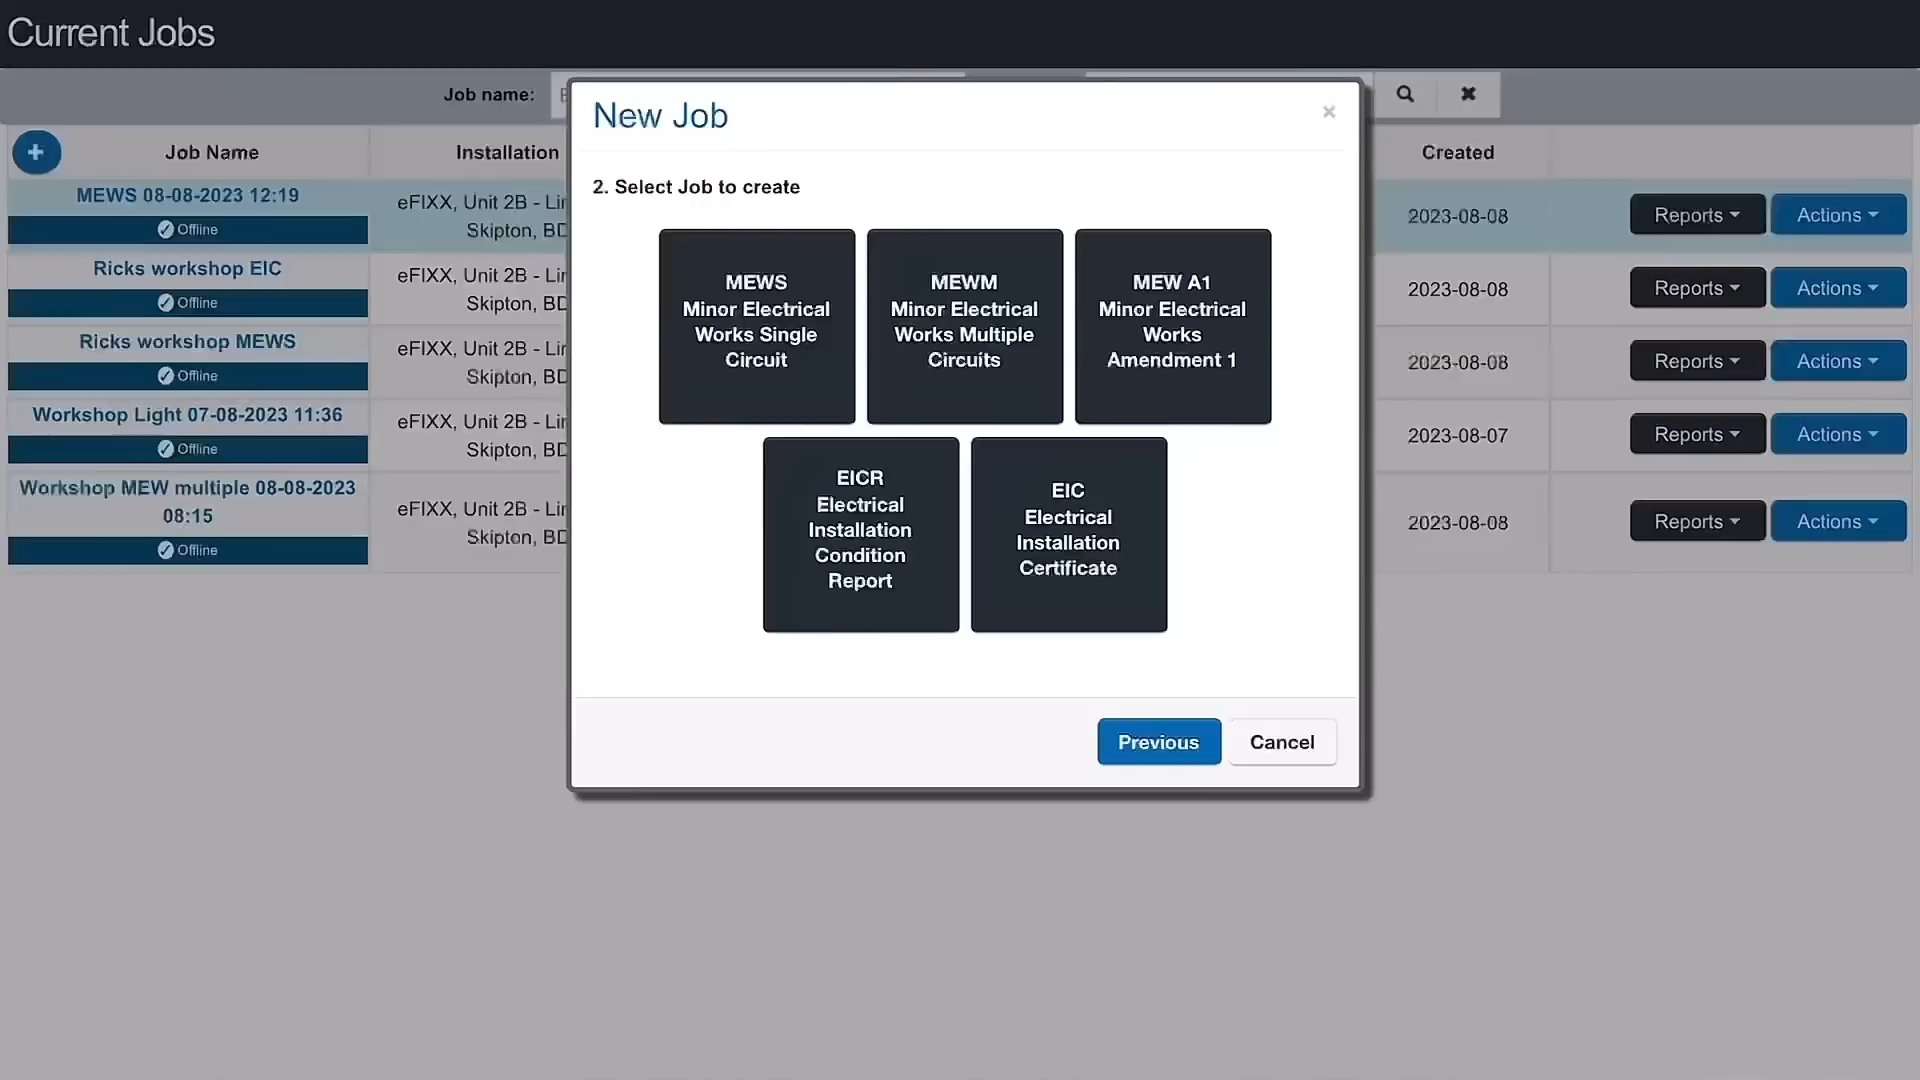 Current Jobs
Job name:
New Job
×
2. Select Job to create
MEWS
Minor Electrical
Works Single
Circuit
MEWM
Minor Electrical
Works Multiple
Circuits
MEW A1
Minor Electrical
Works
Amendment 1
EICR
Electrical
Installation
Condition
Report
EIC
Electrical
Installation
Certificate
Previous
Cancel
Job Name
Installation
Created
MEWS 08-08-2023 12:19
Offline
eFIXX, Unit 2B - Lin
Skipton, BD
2023-08-08
Reports
Actions
Ricks workshop EIC
Offline
eFIXX, Unit 2B - Lin
Skipton, BD
2023-08-08
Reports
Actions
Ricks workshop MEWS
Offline
eFIXX, Unit 2B - Lin
Skipton, BD
2023-08-08
Reports
Actions
Workshop Light 07-08-2023 11:36
Offline
eFIXX, Unit 2B - Lin
Skipton, BD
2023-08-07
Reports
Actions
Workshop MEW multiple 08-08-2023
08:15
Offline
eFIXX, Unit 2B - Lin
Skipton, BD
2023-08-08
Reports
Actions